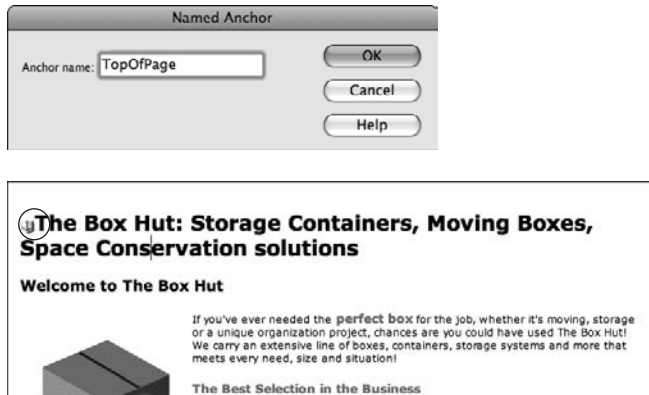 Named Anchor
Anchor name: TopOfPage
OK
Cancel
Help
The Box Hut: Storage Containers, Moving Boxes,
Space Conservation solutions
Welcome to The Box Hut
If you've ever needed the perfect box for the job, whether it's moving, storage
or a unique organization project, chances are you could have used The Box Hut!
We carry an extensive line of boxes, containers, storage systems and more that
meets every need, size and situation!
The Best Selection in the Business